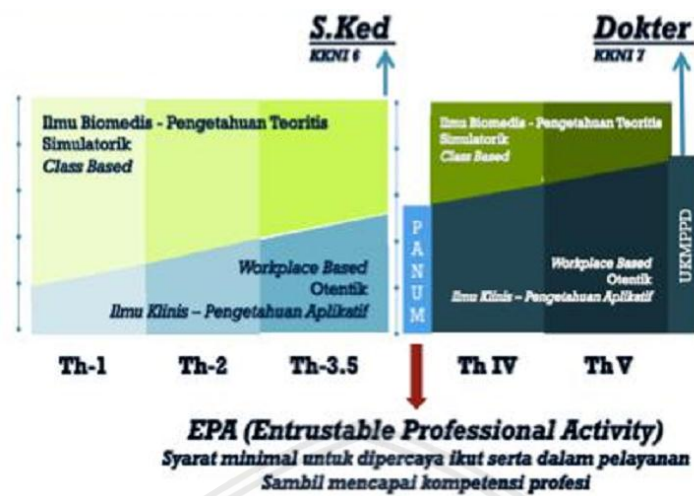 S.Ked
KKNI 6
Dokter
KKNI 7
Ilmu Biomedis - Pengetahuan Teoritis
Simulatorik
Class Based
Workplace Based
Otentik
Ilmu Klinis – Pengetahuan Aplikatif
PANUM
Ilmu Biomedis - Pengetahuan Teoritis
Simulatorik
Class Based
Workplace Based
Otentik
Ilmu Klinis – Pengetahuan Aplikatif
UKMPPD
Th-1
Th-2
Th-3.5
Th IV
Th V
EPA (Entrustable Professional Activity)
Syarat minimal untuk dipercaya ikut serta dalam pelayanan
Sambil mencapai kompetensi profesi